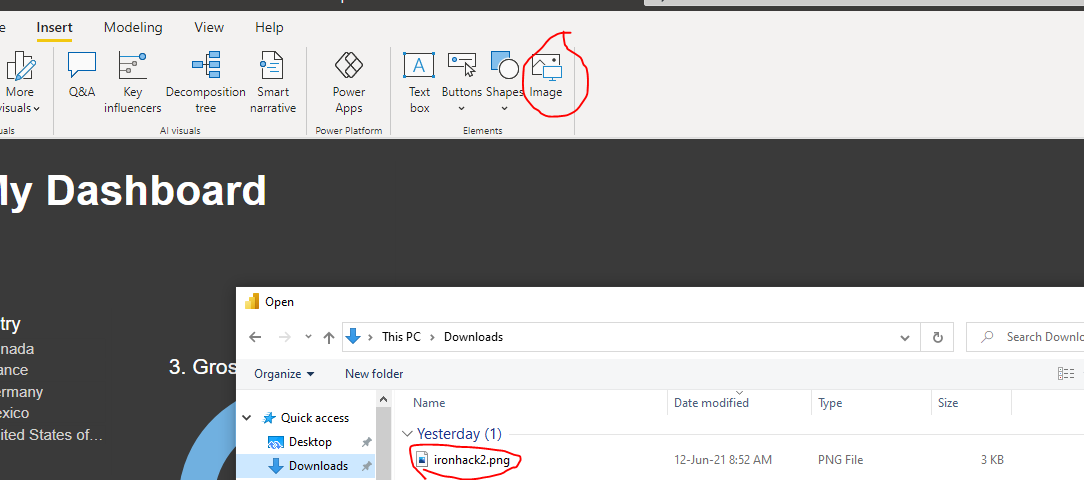 e Insert Modeling View Help
More Key Decomposition Smart Power Text
Q&A Buttons Shapes Image
visuals influencers tree narrative Apps box
uals AI visuals Power Platform Elements
My Dashboard
Open
try
This PC Downloads Search Downlo
nada
3. Gros
ance
Organize New folder
ermany
Name Date modified Type Size
exico
Quick access
Yesterday (1)
ited States of...
Desktop
Downloads ironhack2.png 12-Jun-21 8:52 AM PNG File 3 KB